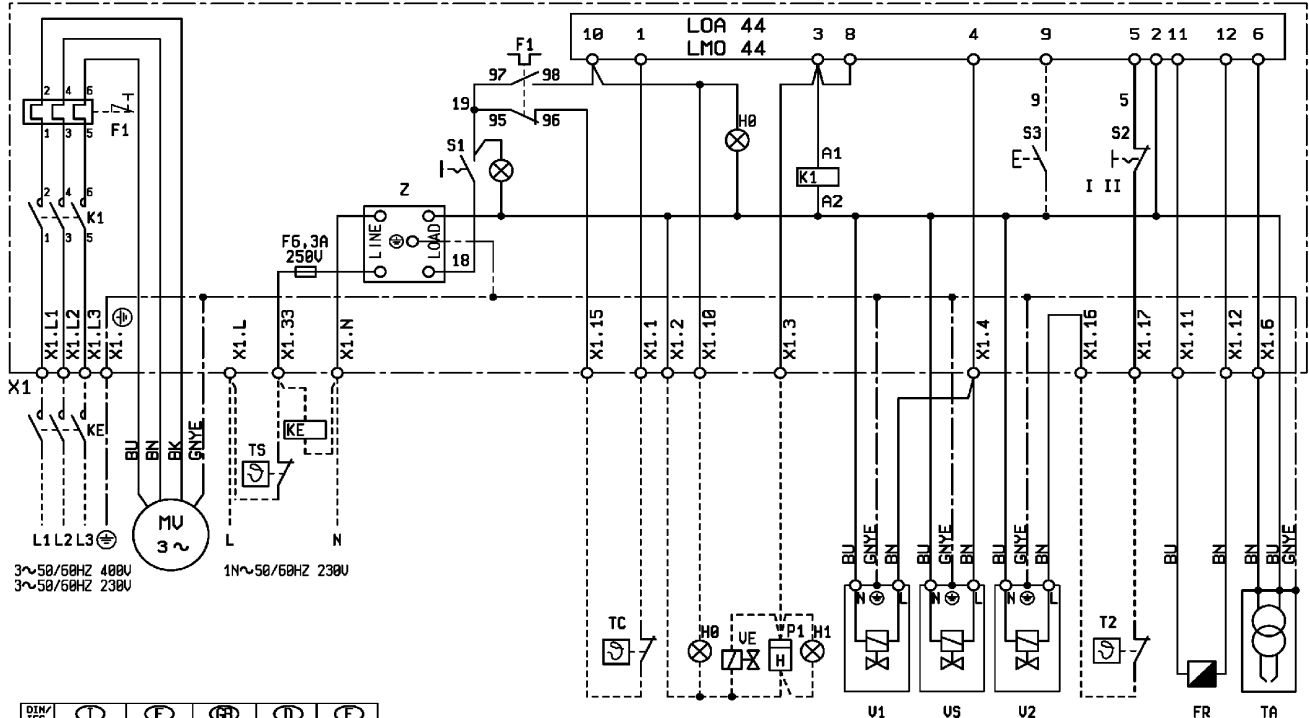 LOA 44
LMO 44
10 1 3 8 4 9 5 2 11 12 6
F1
97 98
19
95 96
2 4 6
F1
1 3 5
S1
H0
A1
K1
A2
9
S3
5
S2
I II
2 4 6
K1
1 3 5
Z
LINE
LOAD
F6,3A
250V
18
X1.L1
X1.L2
X1.L3
X1.
X1.L
X1.33
X1.N
X1.15
X1.1
X1.2
X1.10
X1.3
X1.4
X1.16
X1.17
X1.11
X1.12
X1.6
X1
KE
KE
TS
BU
BN
BK
GNYE
MV
3~
L1 L2 L3
L
N
3~50/60HZ 400V
3~50/60HZ 230V
1N~50/60HZ 230V
BU
GNYE
BN
BU
GNYE
BN
BU
GNYE
BN
BU
BN
BN
BU
GNYE
N L
N L
N L
TC
H0
VE
P1
H
H1
T2
V1
VS
V2
FR
TA
DIN/
I F GB D E